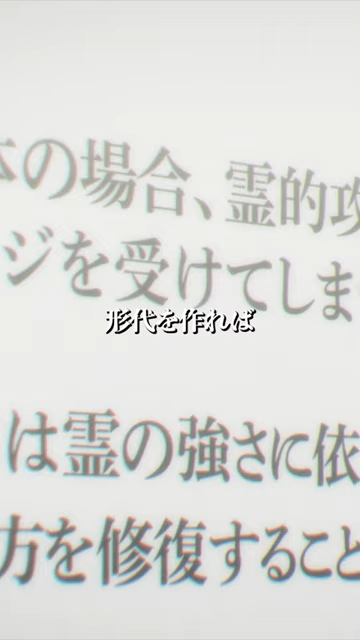 体の場合、霊的攻
ジを受けてしま
形代を作れば
は霊の強さに依
方を修復すること